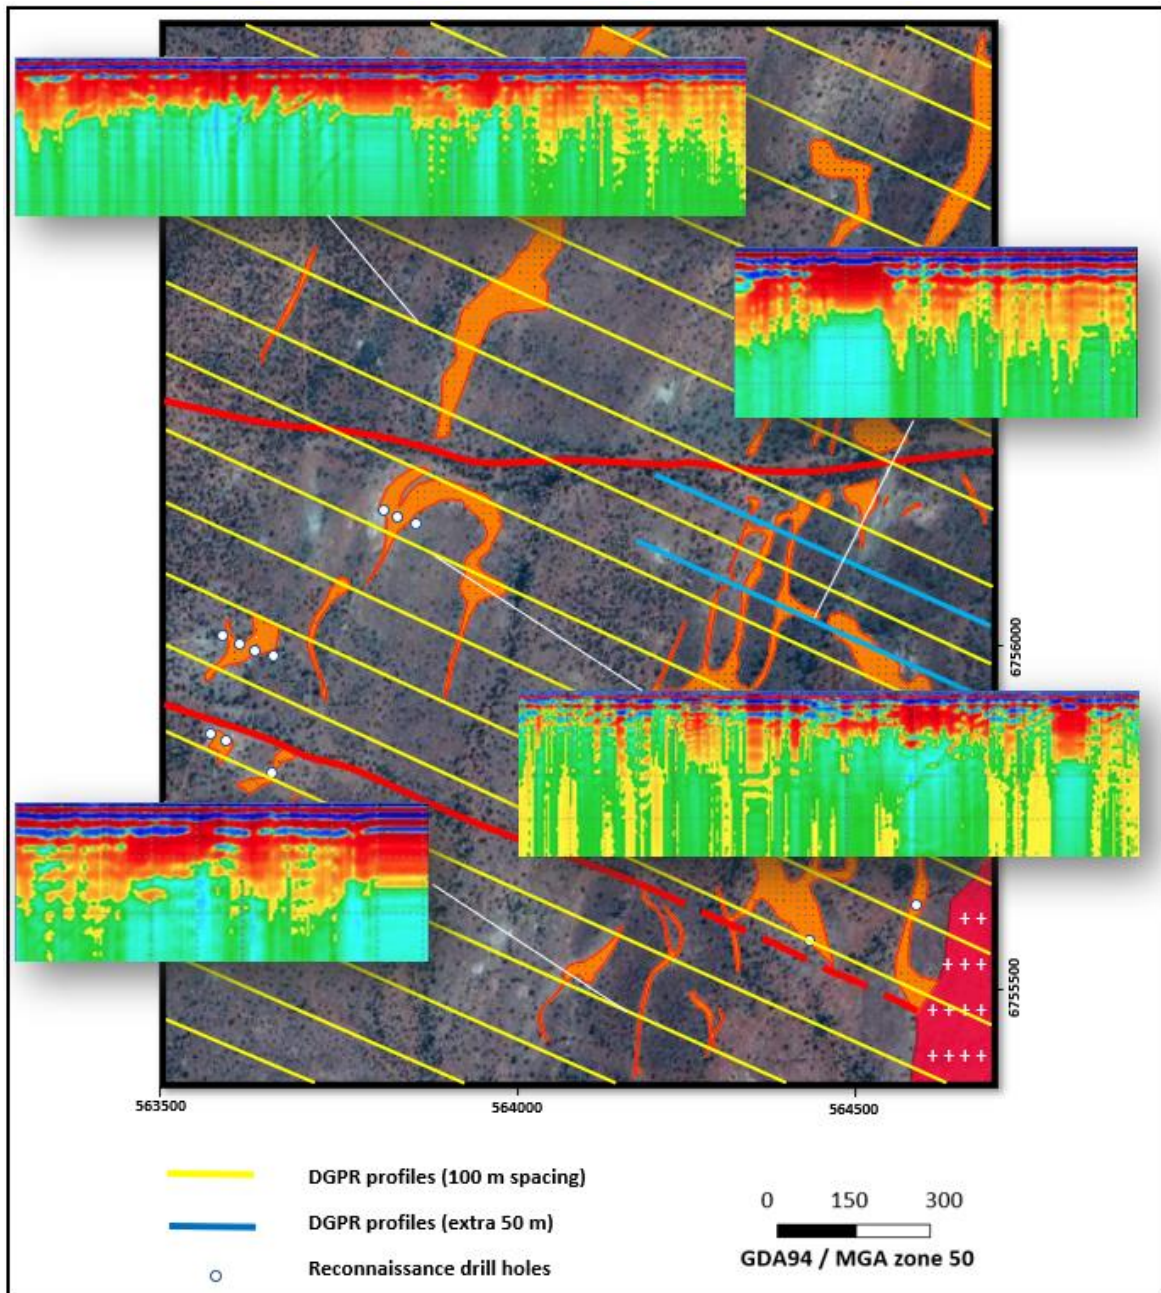 6756000
6755500
563500
564000
564500
DGPR profiles (100 m spacing)
DGPR profiles (extra 50 m)
Reconnaissance drill holes
0 150 300
GDA94 / MGA zone 50